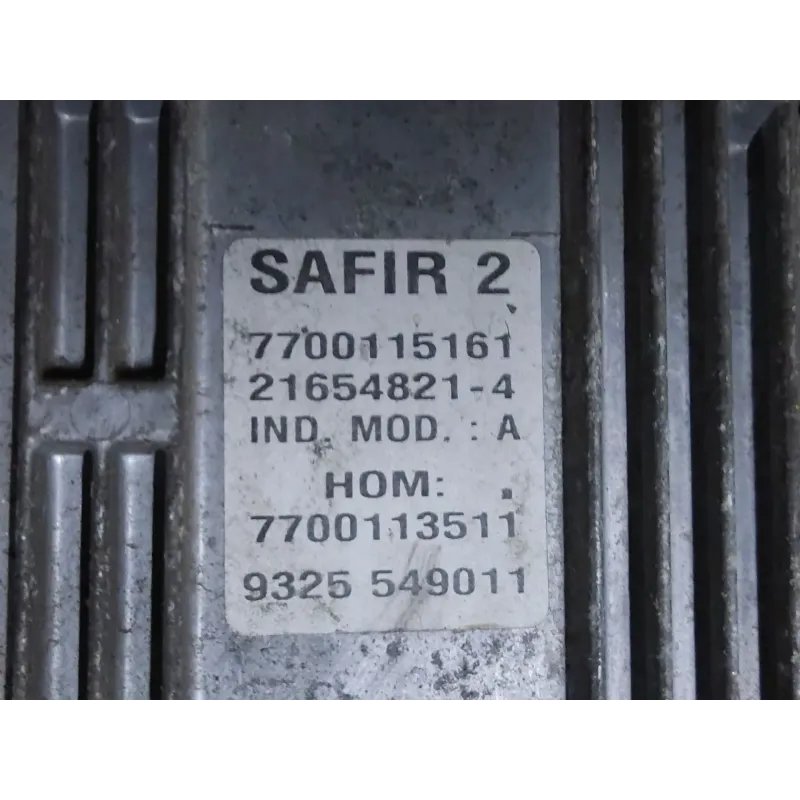 SAFIR 2
7700115161
21654821-4
IND. MOD. : A
HOM: .
7700113511
9325 549011